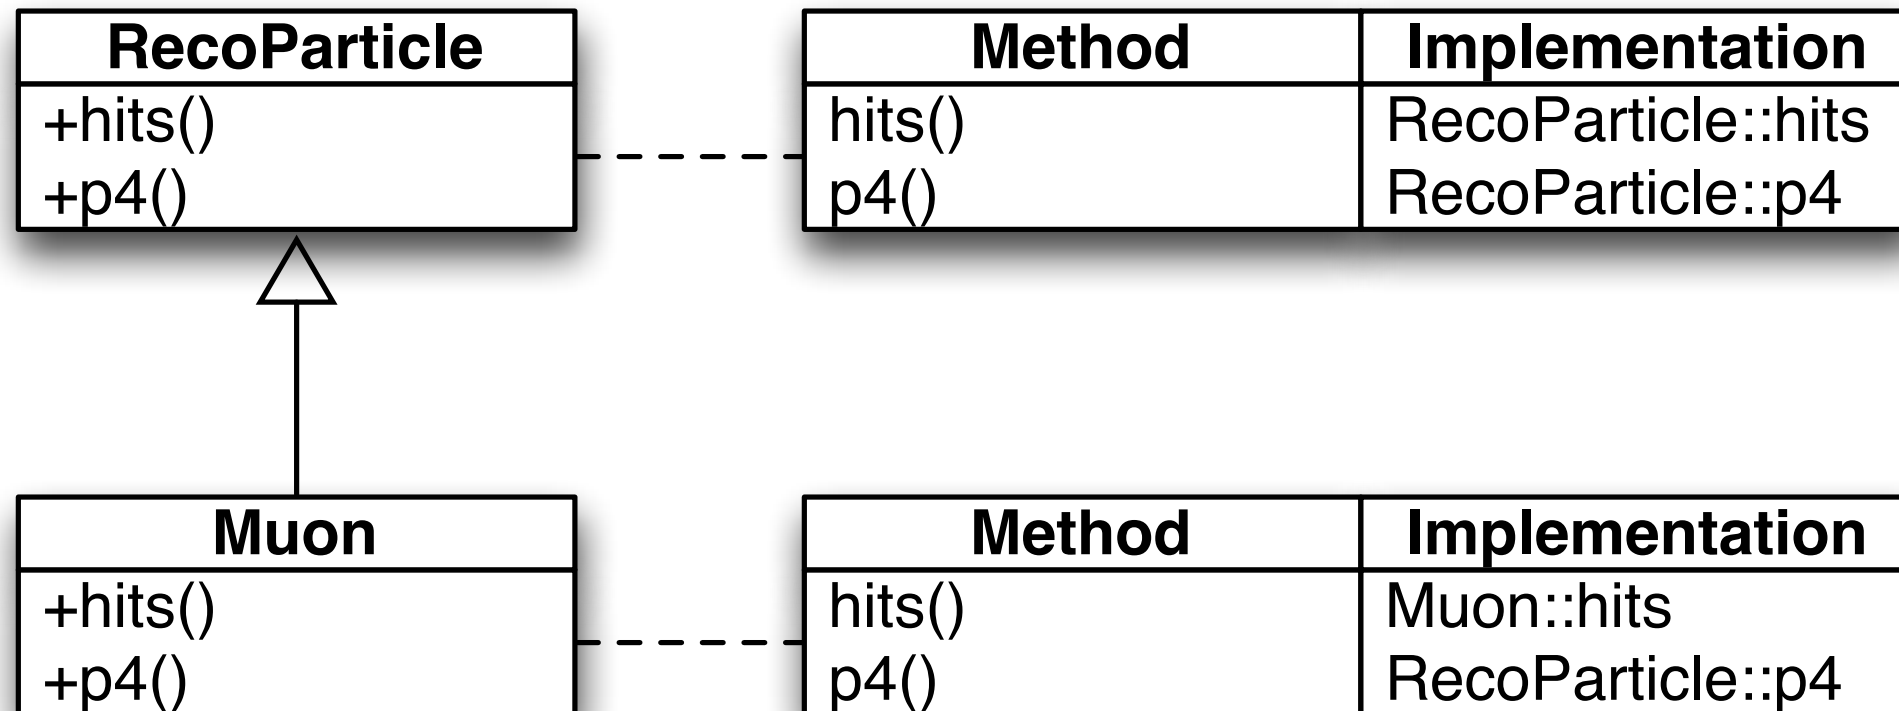 RecoParticle
+hits()
+p4()
Method Implementation
hits() RecoParticle::hits
p4() RecoParticle::p4
Muon
+hits()
+p4()
Method Implementation
hits() Muon::hits
p4() RecoParticle::p4